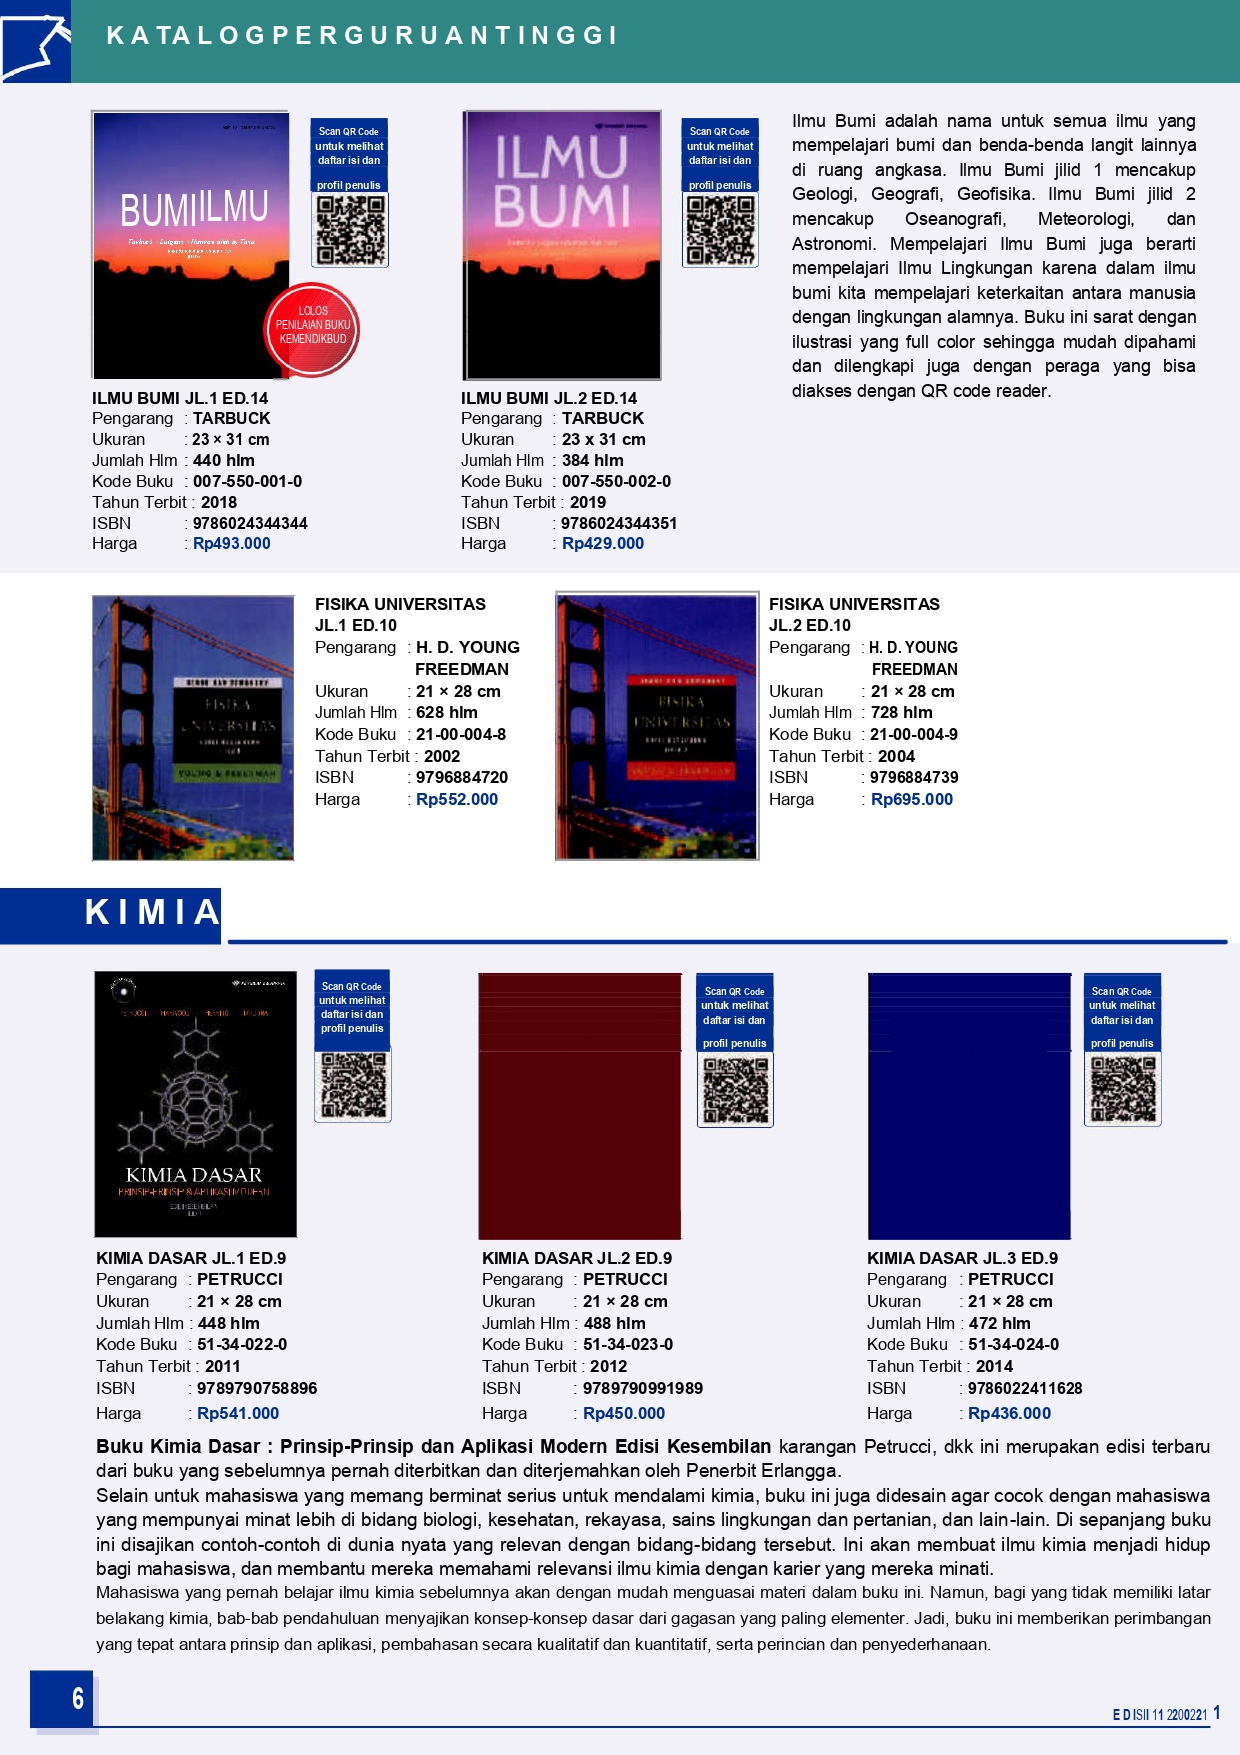 KATALOGPERGURUANTINGGI
Scan QR Code
untuk melihat
daftar isi dan
profil penulis
BUMIILMU
LOLOS
PENILAIAN BUKU
KEMENDIKBUD
ILMU BUMI JL.1 ED.14
Pengarang : TARBUCK
Ukuran : 23 × 31 cm
Jumlah Hlm : 440 hlm
Kode Buku : 007-550-001-0
Tahun Terbit : 2018
ISBN : 9786024344344
Harga : Rp493.000
ILMU
BUMI
Scan QR Code
untuk melihat
daftar isi dan
profil penulis
ILMU BUMI JL.2 ED.14
Pengarang : TARBUCK
Ukuran : 23 x 31 cm
Jumlah Hlm : 384 hlm
Kode Buku : 007-550-002-0
Tahun Terbit : 2019
ISBN : 9786024344351
Harga : Rp429.000
Ilmu Bumi adalah nama untuk semua ilmu yang
mempelajari bumi dan benda-benda langit lainnya
di ruang angkasa. Ilmu Bumi jilid 1 mencakup
Geologi, Geografi, Geofisika. Ilmu Bumi jilid 2
mencakup Oseanografi, Meteorologi, dan
Astronomi. Mempelajari Ilmu Bumi juga berarti
mempelajari Ilmu Lingkungan karena dalam ilmu
bumi kita mempelajari keterkaitan antara manusia
dengan lingkungan alamnya. Buku ini sarat dengan
ilustrasi yang full color sehingga mudah dipahami
dan dilengkapi juga dengan peraga yang bisa
diakses dengan QR code reader.
FISIKA
UNIVERSITAS
FISIKA UNIVERSITAS
JL.1 ED.10
Pengarang : H. D. YOUNG
FREEDMAN
Ukuran : 21 × 28 cm
Jumlah Hlm : 628 hlm
Kode Buku : 21-00-004-8
Tahun Terbit : 2002
ISBN : 9796884720
Harga : Rp552.000
FISIKA
UNIVERSITAS
FISIKA UNIVERSITAS
JL.2 ED.10
Pengarang : H. D. YOUNG
FREEDMAN
Ukuran : 21 × 28 cm
Jumlah Hlm : 728 hlm
Kode Buku : 21-00-004-9
Tahun Terbit : 2004
ISBN : 9796884739
Harga : Rp695.000
KIMIA
KIMIA DASAR
PRINSIP-PRINSIP & APLIKASI MODERN
Scan QR Code
untuk melihat
daftar isi dan
profil penulis
KIMIA DASAR JL.1 ED.9
Pengarang : PETRUCCI
Ukuran : 21 × 28 cm
Jumlah Hlm : 448 hlm
Kode Buku : 51-34-022-0
Tahun Terbit : 2011
ISBN : 9789790758896
Harga : Rp541.000
Scan QR Code
untuk melihat
daftar isi dan
profil penulis
KIMIA DASAR JL.2 ED.9
Pengarang : PETRUCCI
Ukuran : 21 × 28 cm
Jumlah Hlm : 488 hlm
Kode Buku : 51-34-023-0
Tahun Terbit : 2012
ISBN : 9789790991989
Harga : Rp450.000
Scan QR Code
untuk melihat
daftar isi dan
profil penulis
KIMIA DASAR JL.3 ED.9
Pengarang : PETRUCCI
Ukuran : 21 × 28 cm
Jumlah Hlm : 472 hlm
Kode Buku : 51-34-024-0
Tahun Terbit : 2014
ISBN : 9786022411628
Harga : Rp436.000
Buku Kimia Dasar : Prinsip-Prinsip dan Aplikasi Modern Edisi Kesembilan karangan Petrucci, dkk ini merupakan edisi terbaru
dari buku yang sebelumnya pernah diterbitkan dan diterjemahkan oleh Penerbit Erlangga.
Selain untuk mahasiswa yang memang berminat serius untuk mendalami kimia, buku ini juga didesain agar cocok dengan mahasiswa
yang mempunyai minat lebih di bidang biologi, kesehatan, rekayasa, sains lingkungan dan pertanian, dan lain-lain. Di sepanjang buku
ini disajikan contoh-contoh di dunia nyata yang relevan dengan bidang-bidang tersebut. Ini akan membuat ilmu kimia menjadi hidup
bagi mahasiswa, dan membantu mereka memahami relevansi ilmu kimia dengan karier yang mereka minati.
Mahasiswa yang pernah belajar ilmu kimia sebelumnya akan dengan mudah menguasai materi dalam buku ini. Namun, bagi yang tidak memiliki latar
belakang kimia, bab-bab pendahuluan menyajikan konsep-konsep dasar dari gagasan yang paling elementer. Jadi, buku ini memberikan perimbangan
yang tepat antara prinsip dan aplikasi, pembahasan secara kualitatif dan kuantitatif, serta perincian dan penyederhanaan.
6
1